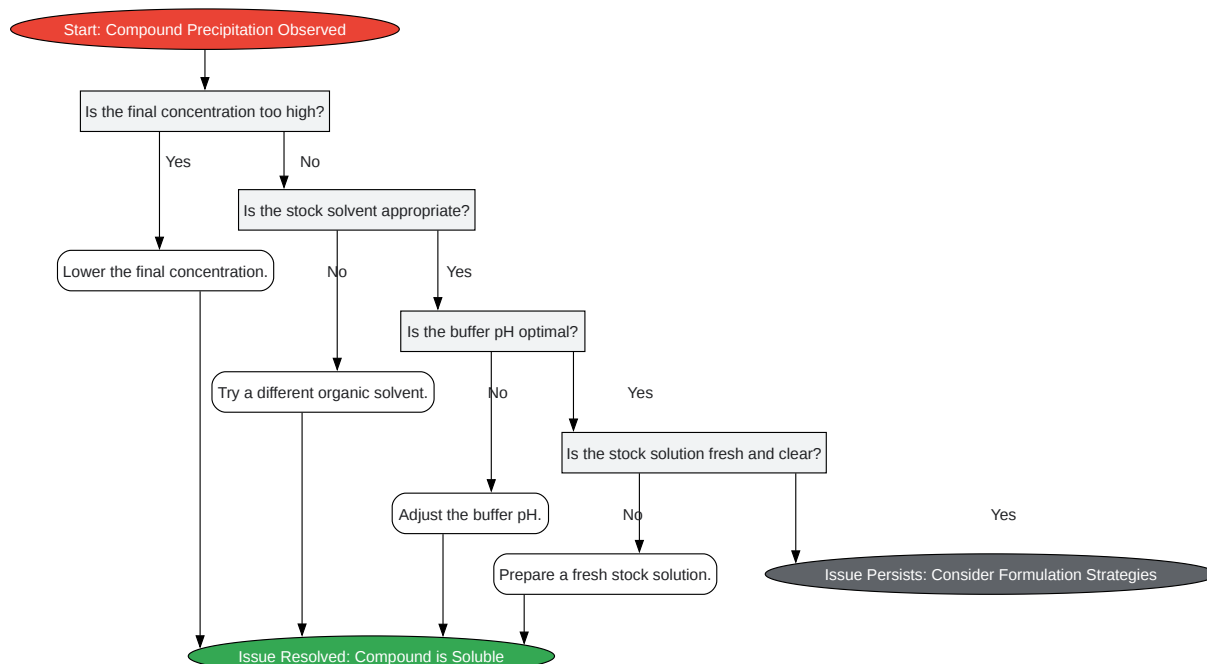 Start: Compound Precipitation Observed
Is the final concentration too high?
Yes
No
Is the stock solvent appropriate?
Lower the final concentration.
No
Yes
Is the buffer pH optimal?
Try a different organic solvent.
No
Yes
Is the stock solution fresh and clear?
Adjust the buffer pH.
No
Yes
Prepare a fresh stock solution.
Issue Persists: Consider Formulation Strategies
Issue Resolved: Compound is Soluble